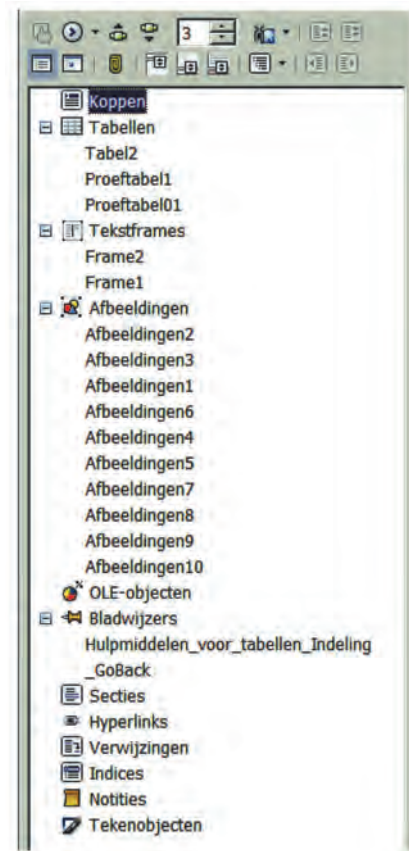 3
Koppen
Tabellen
Tabel2
Proeftabel1
Proeftabel01
Tekstframes
Frame2
Frame1
Afbeeldingen
Afbeeldingen2
Afbeeldingen3
Afbeeldingen1
Afbeeldingen6
Afbeeldingen4
Afbeeldingen5
Afbeeldingen7
Afbeeldingen8
Afbeeldingen9
Afbeeldingen10
OLE-objecten
Bladwijzers
Hulpmiddelen_voor_tabellen_Indeling
_GoBack
Secties
Hyperlinks
Verwijzingen
Indices
Notities
Tekenobjecten